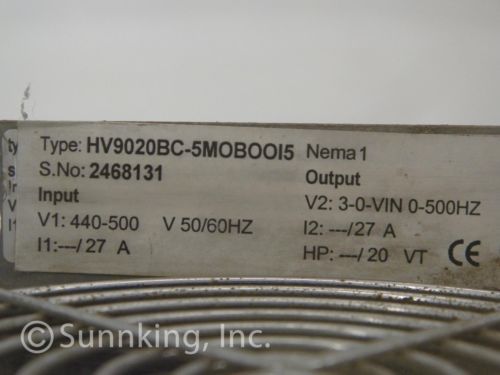 Type: HV9020BC-5MOBOOI5 Nema 1
S.No: 2468131 Output
Input V2: 3-0-VIN 0-500HZ
V1: 440-500 V 50/60HZ I2: ---/27 A
I1:---/27 A HP: ---/20 VT CE
© Sunnking, Inc.